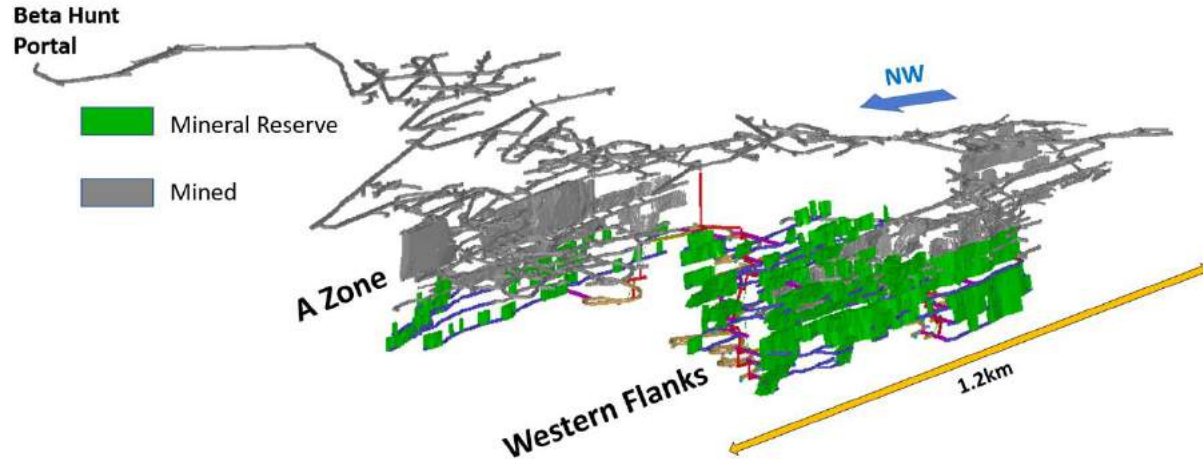 Beta Hunt
Portal
NW
Mineral Reserve
Mined
A Zone
Western Flanks
1.2km